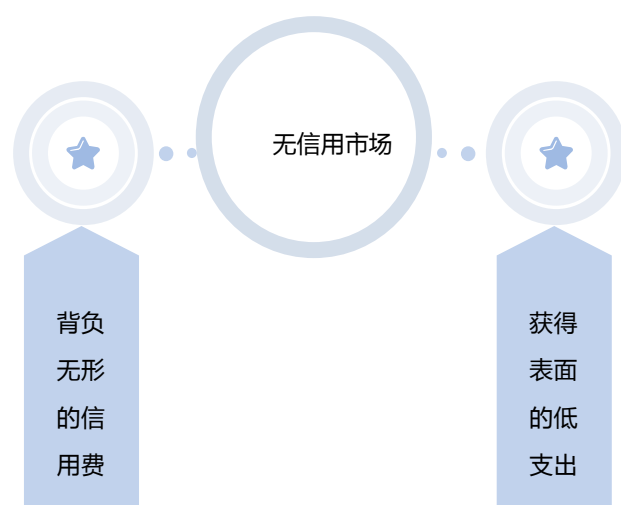 无信用市场
背负
无形
的信
用费
获得
表面
的低
支出